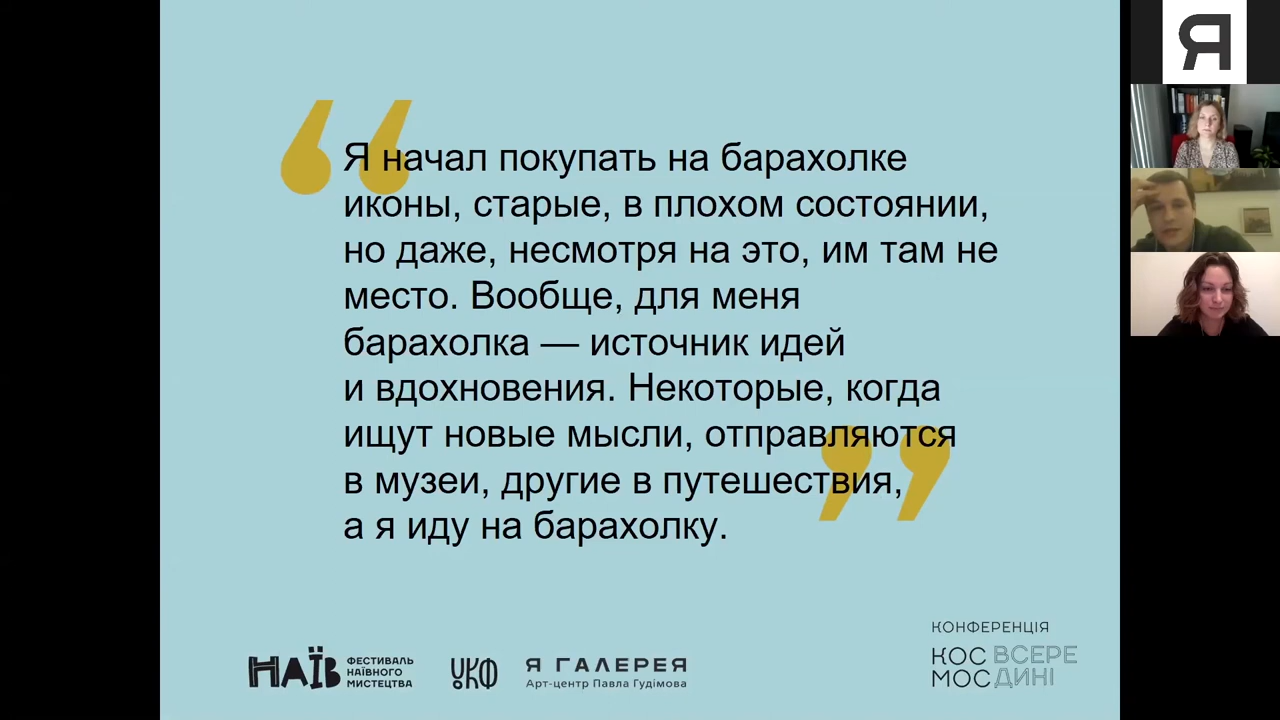 Я начал покупать на барахолке
иконы, старые, в плохом состоянии,
но даже, несмотря на это, им там не
место. Вообще, для меня
барахолка — источник идей
и вдохновения. Некоторые, когда
ищут новые мысли, отправляются
в музеи, другие в путешествия,
а я иду на барахолку.
НАЇВ
ФЕСТИВАЛЬ
НАЇВНОГО
МИСТЕЦТВА
УКФ
Я ГАЛЕРЕЯ
Арт-центр Павла Гудімова
КОНФЕРЕНЦІЯ
КОС ВСЕРЕ
МОС ДИНІ
Я